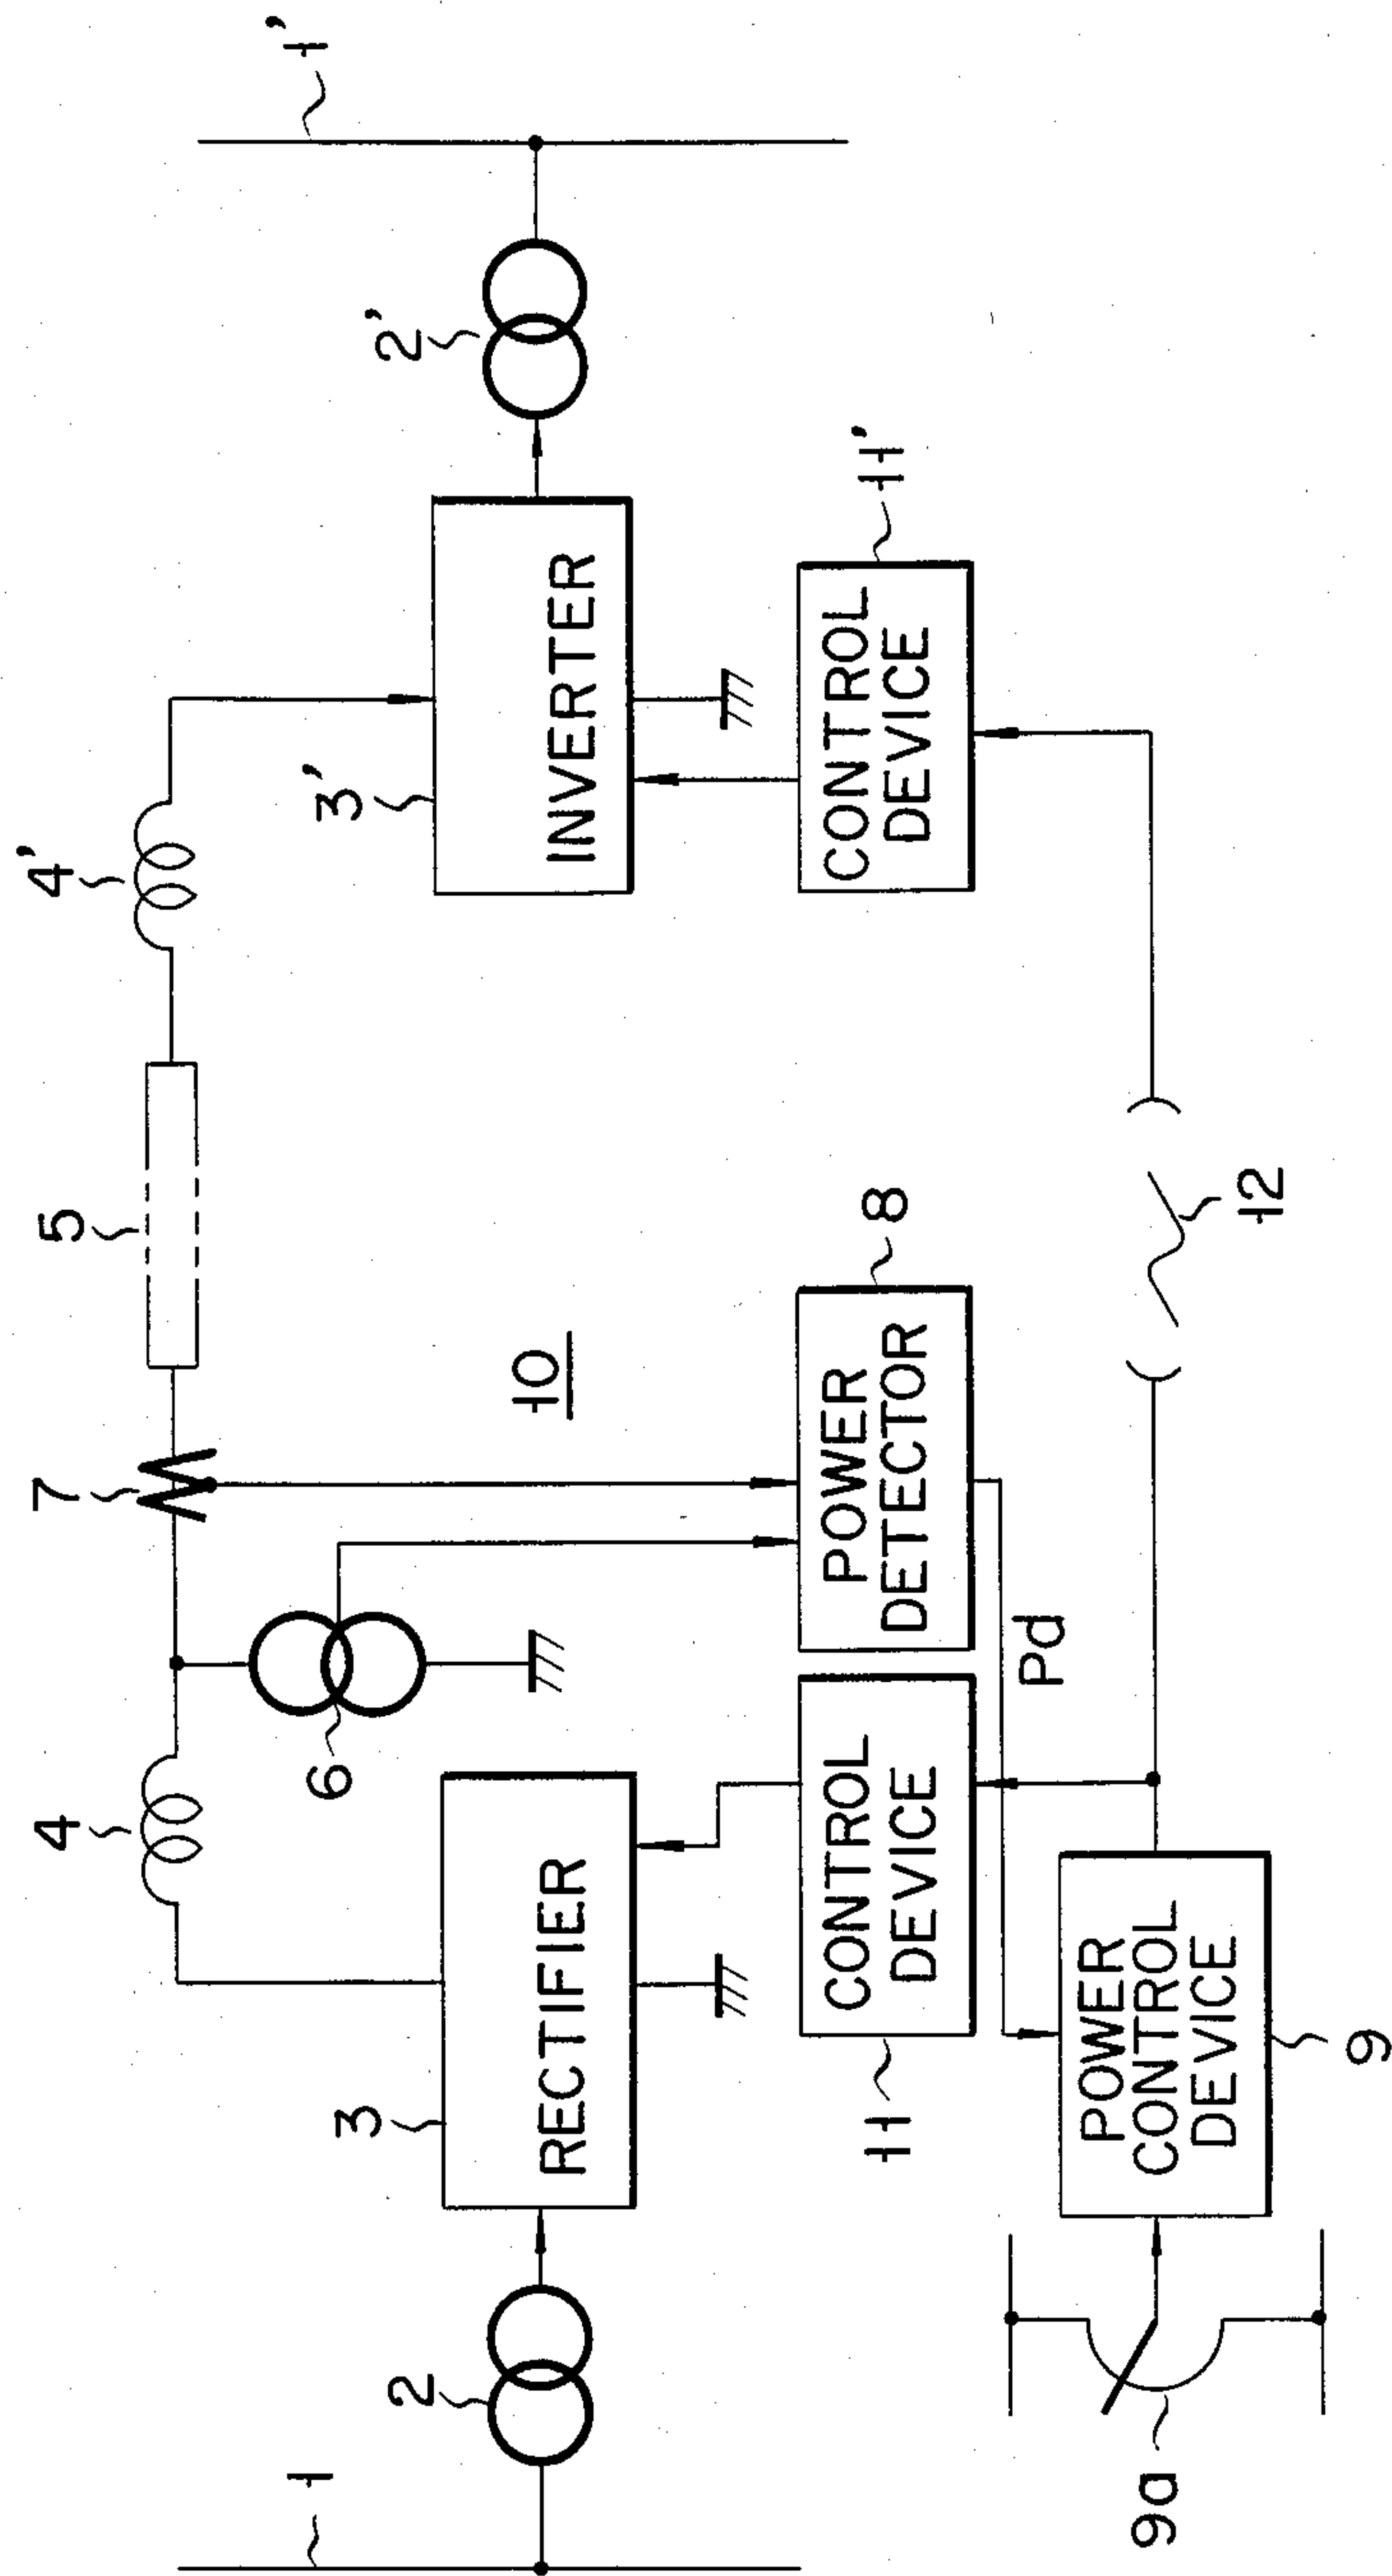 4
7
5
4'
6
10
1
2
3
RECTIFIER
3'
INVERTER
2'
1'
11
CONTROL
DEVICE
POWER
DETECTOR
8
CONTROL
DEVICE
11'
Pd
9a
POWER
CONTROL
DEVICE
9
12